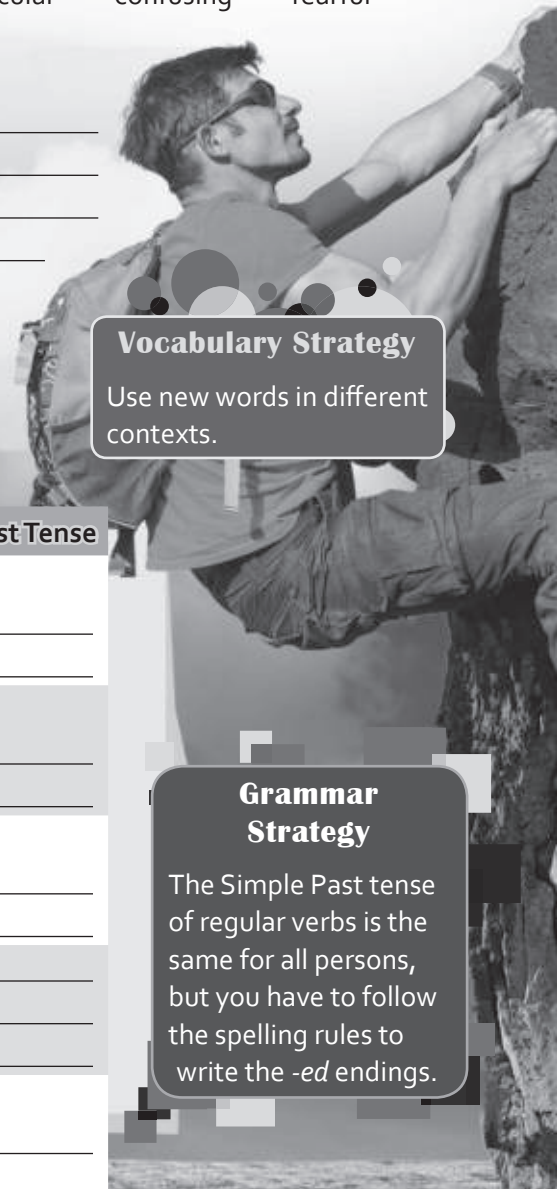 confusing
Vocabulary Strategy
Use new words in different
contexts.
st Tense
Grammar
Strategy
The Simple Past tense
of regular verbs is the
same for all persons,
but you have to follow
the spelling rules to
write the -ed endings.